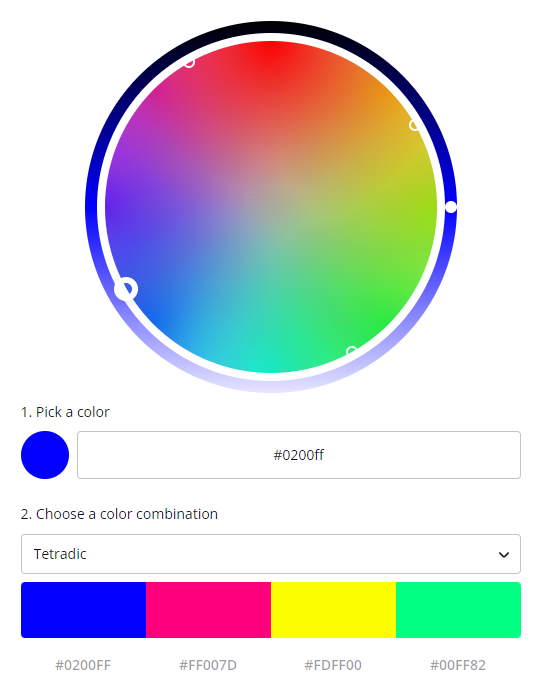 1. Pick a color
#0200ff
2. Choose a color combination
Tetradic
#0200FF #FF007D #FDFF00 #00FF82